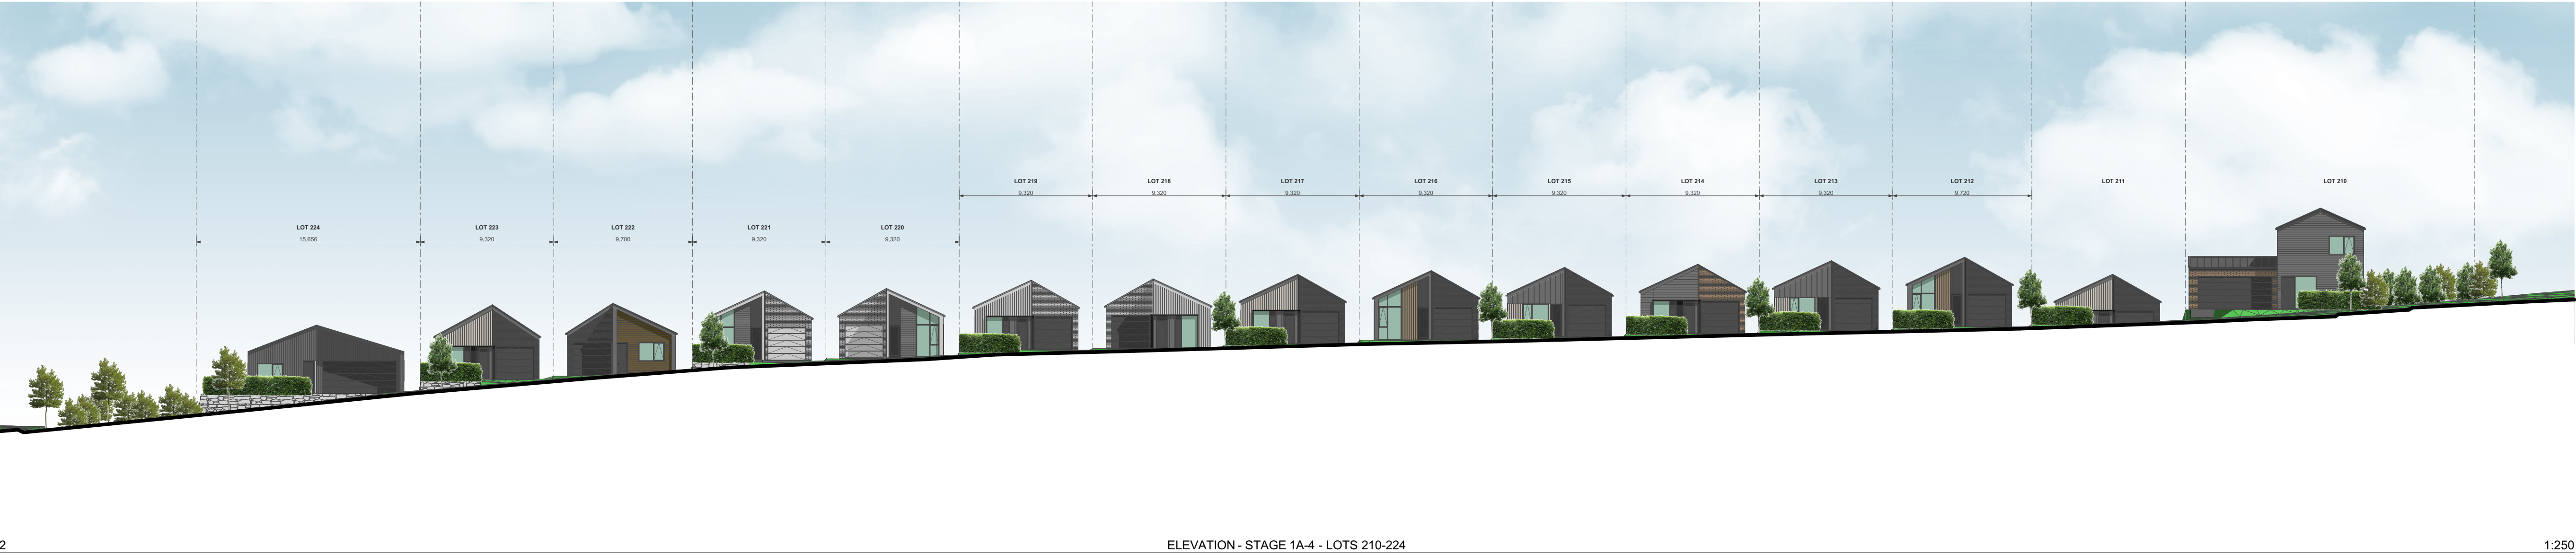 LOT 219 LOT 218 LOT 217 LOT 216 LOT 215 LOT 214 LOT 213 LOT 212 LOT 211 LOT 210
9,320 9,320 9,320 9,320 9,320 9,320 9,320 9,720
LOT 224 LOT 223 LOT 222 LOT 221 LOT 220
15,656 9,320 9,700 9,320 9,320
2 ELEVATION - STAGE 1A-4 - LOTS 210-224 1:250